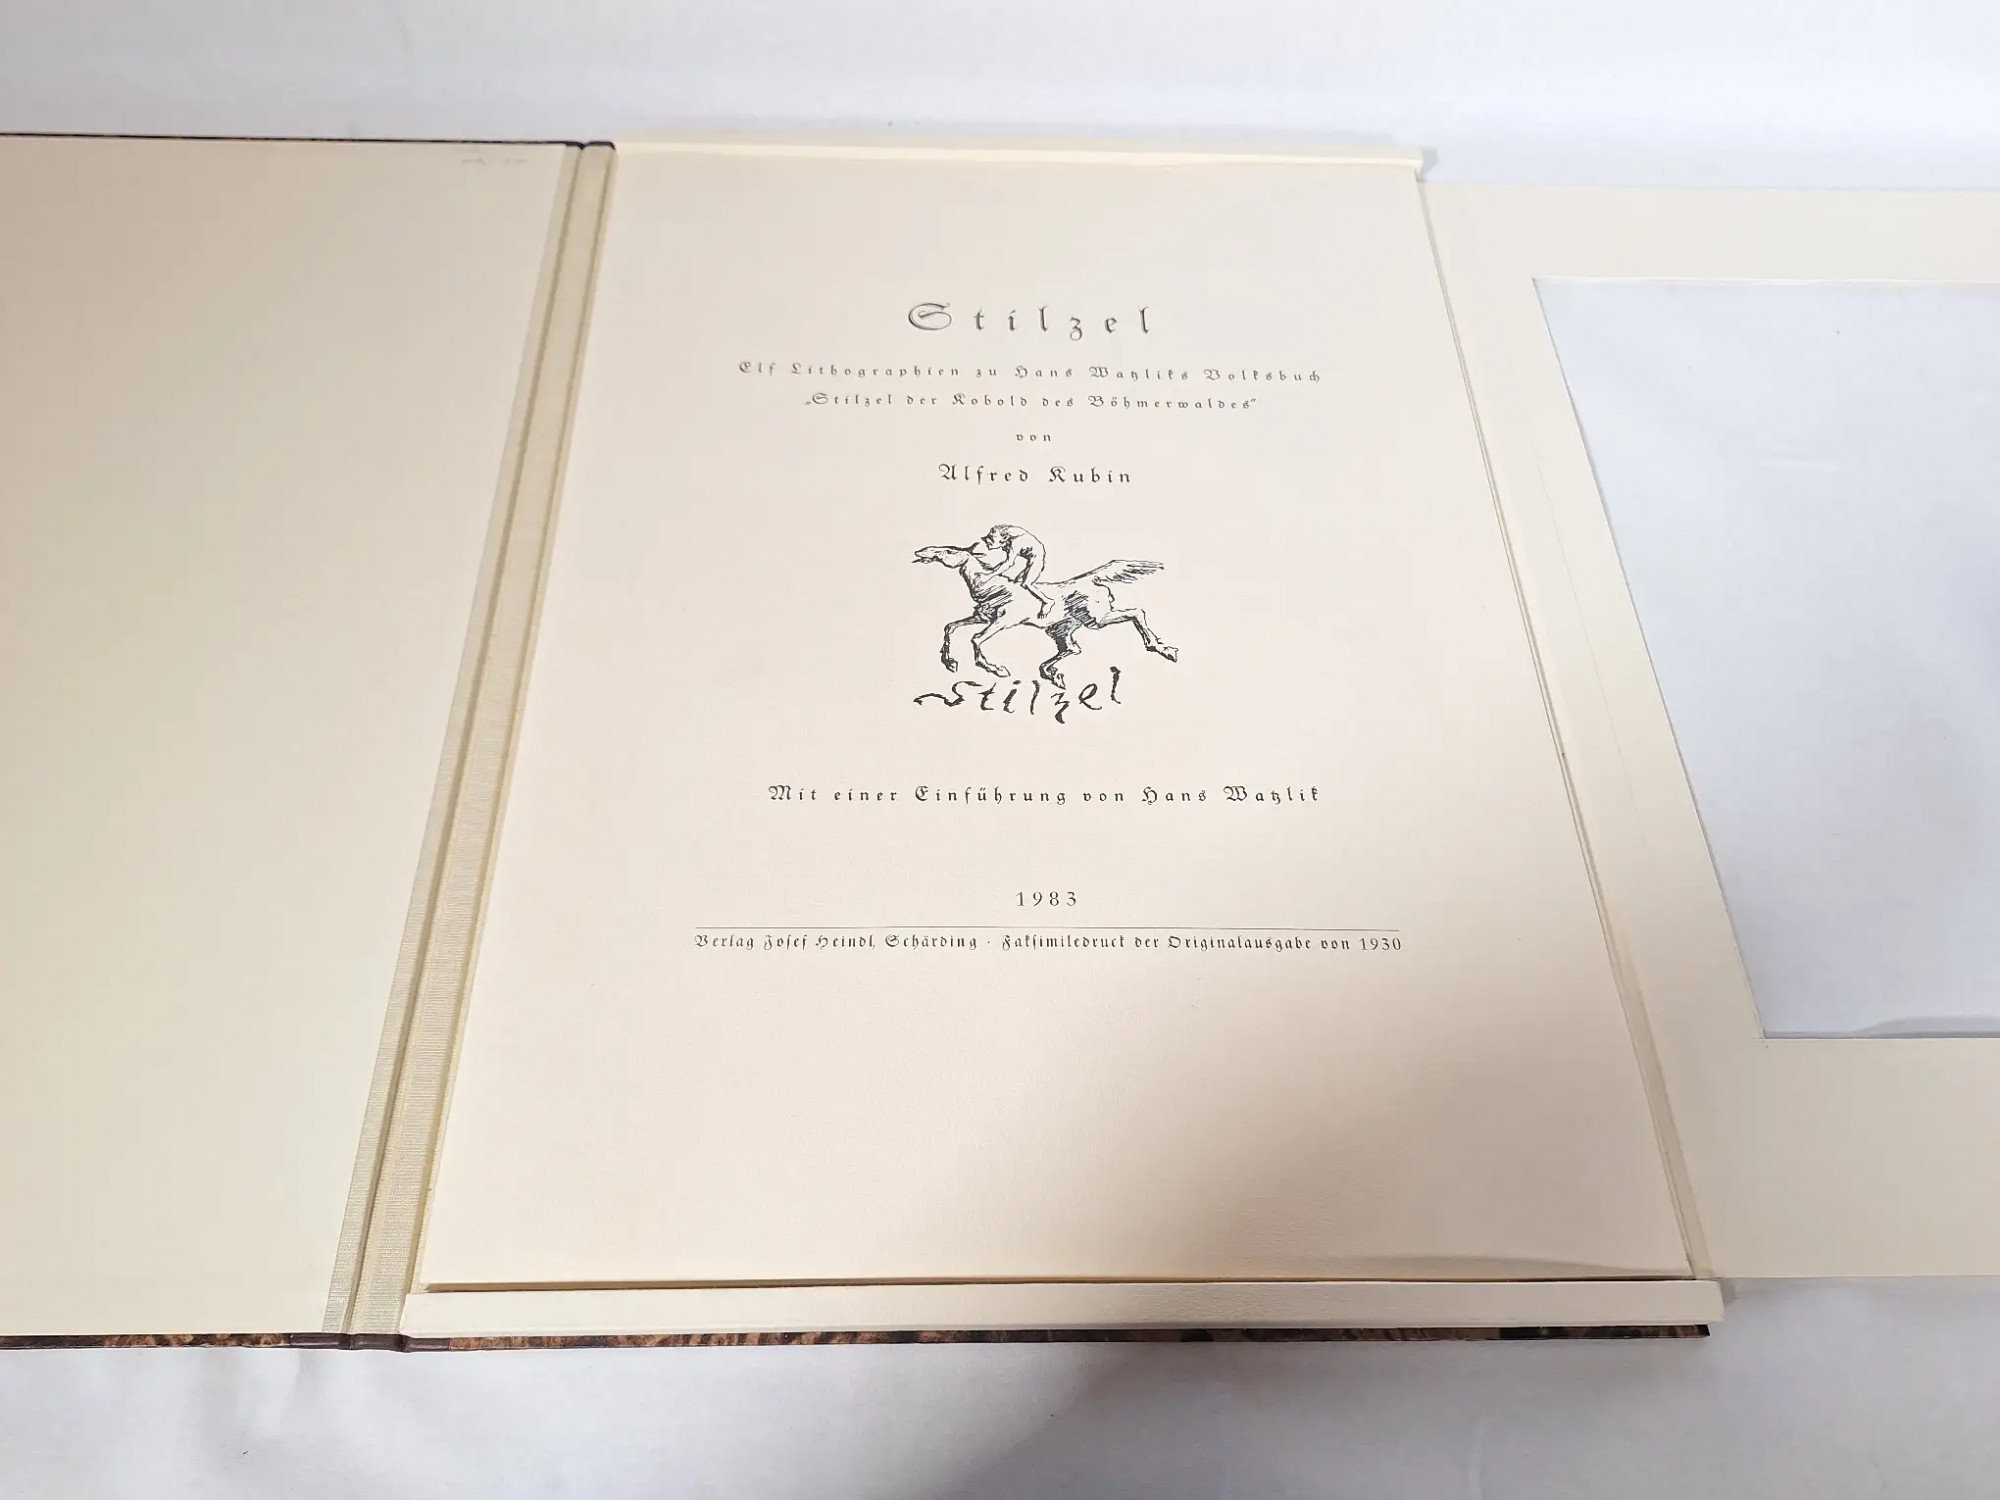 Stilzel
Elf Lithographien zu Hans Watzliks Volksbuch
„Stilzel der Kobold des Böhmerwaldes“
von
Alfred Kubin
Stilzel
Mit einer Einführung von Hans Watzlik
1983
Verlag Josef Heindl, Schärding · Faksimiledruck der Originalausgabe von 1930